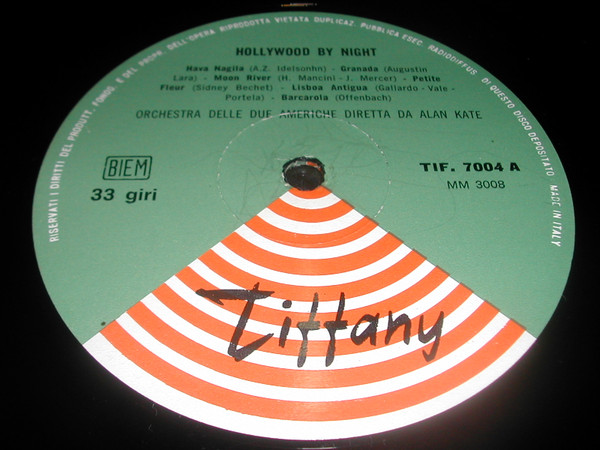 RISERVATI I DIRITTI DEL PRODUTT. FONOG. E DEL PROPR. DELL'OPERA RIPRODOTTA VIETATA DUPLICAZ. PUBBLICA ESEC. RADIODIFFUS. DI QUESTO DISCO DEPOSITATO - MADE IN ITALY
HOLLYWOOD BY NIGHT
Hava Nagila (A.Z. Idelsonhn) - Granada (Augustin
Lara) - Moon River (H. Mancini - J. Mercer) - Petite
Fleur (Sidney Bechet) - Lisboa Antigua (Gallardo - Vale -
Portela) - Barcarola (Offenbach)
ORCHESTRA DELLE DUE AMERICHE DIRETTA DA ALAN KATE
BIEM
33 giri
TIF. 7004 A
MM 3008
Tiffany